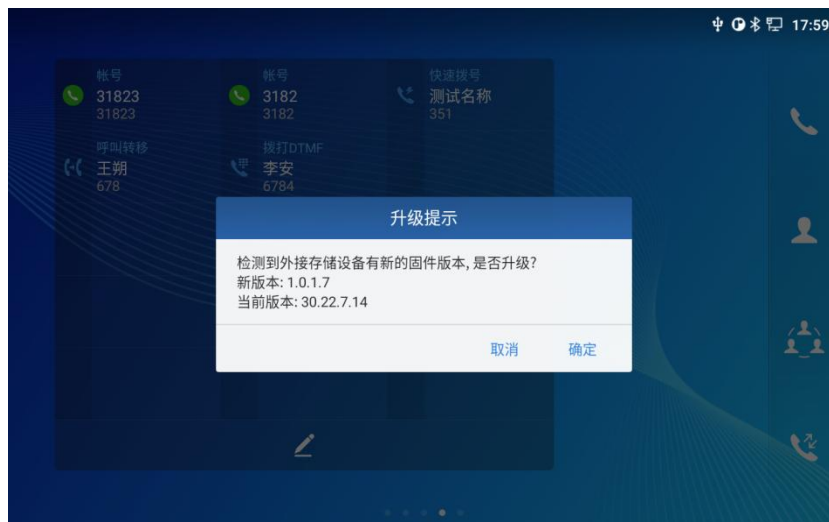 17:59
帐号
31823
31823
帐号
3182
3182
快速拨号
测试名称
351
呼叫转移
王朔
678
拨打DTMF
李安
6784
升级提示
检测到外接存储设备有新的固件版本, 是否升级?
新版本: 1.0.1.7
当前版本: 30.22.7.14
取消
确定